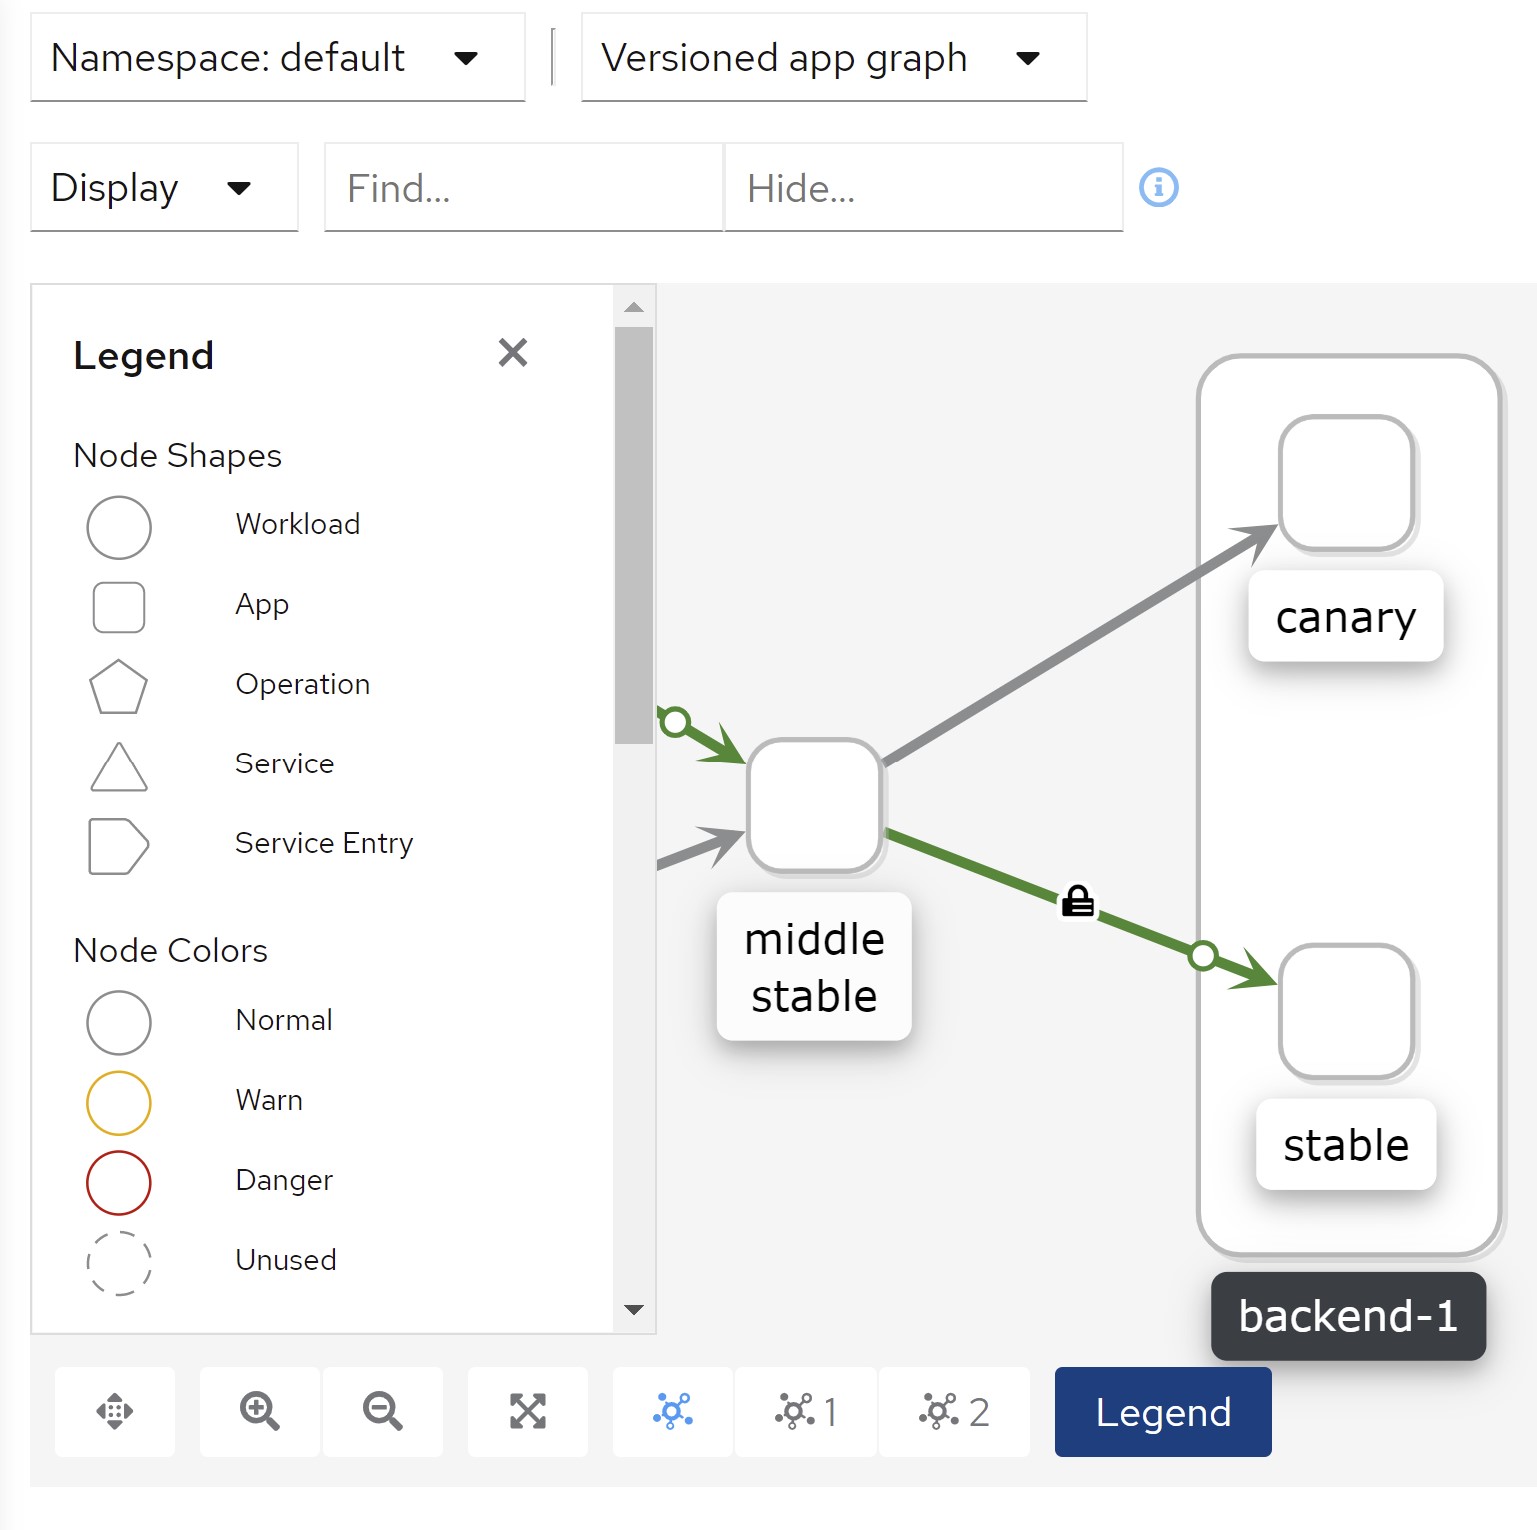 Namespace: default
Versioned app graph
Display
Find...
Hide...
Legend
Node Shapes
Workload
App
Operation
Service
Service Entry
Node Colors
Normal
Warn
Danger
Unused
canary
middle
stable
stable
backend-1
1
2
Legend